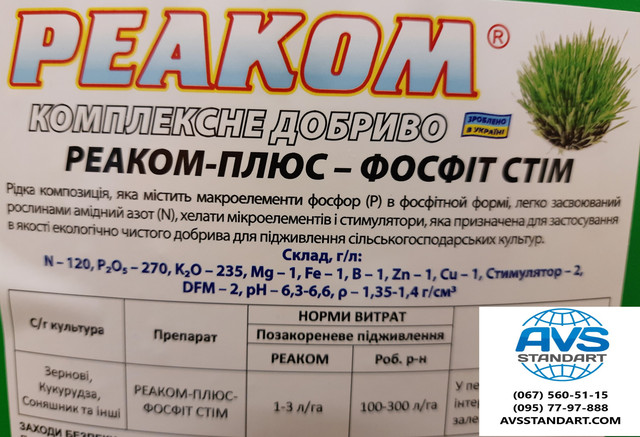 РЕАКОМ®
КОМПЛЕКСНЕ ДОБРИВО
ЗРОБЛЕНО
В УКРАЇНІ
РЕАКОМ-ПЛЮС – ФОСФІТ СТІМ
Рідка композиція, яка містить макроелементи фосфор (Р) в фосфітної формі, легко засвоюваний
рослинами амідний азот (N), хелати мікроелементів і стимулятори, яка призначена для застосування
в якості екологічно чистого добрива для підживлення сільськогосподарських культур.
Склад, г/л:
N – 120, P₂O₅ – 270, K₂O – 235, Mg – 1, Fe – 1, B – 1, Zn – 1, Cu – 1, Стимулятор – 2,
DFM – 2, pH – 6,3-6,6, ρ – 1,35-1,4 г/см³
НОРМИ ВИТРАТ
С/г культура Препарат Позакореневе підживлення
РЕАКОМ Роб. р-н
Зернові,
Кукурудза,
Соняшник та інші
РЕАКОМ-ПЛЮС-
ФОСФІТ СТІМ
1-3 л/га 100-300 л/га
У пе
інте
зале
ЗАХОДИ
AVS
STANDART
(067) 560-51-15
(095) 77-97-888
AVSSTANDART.COM